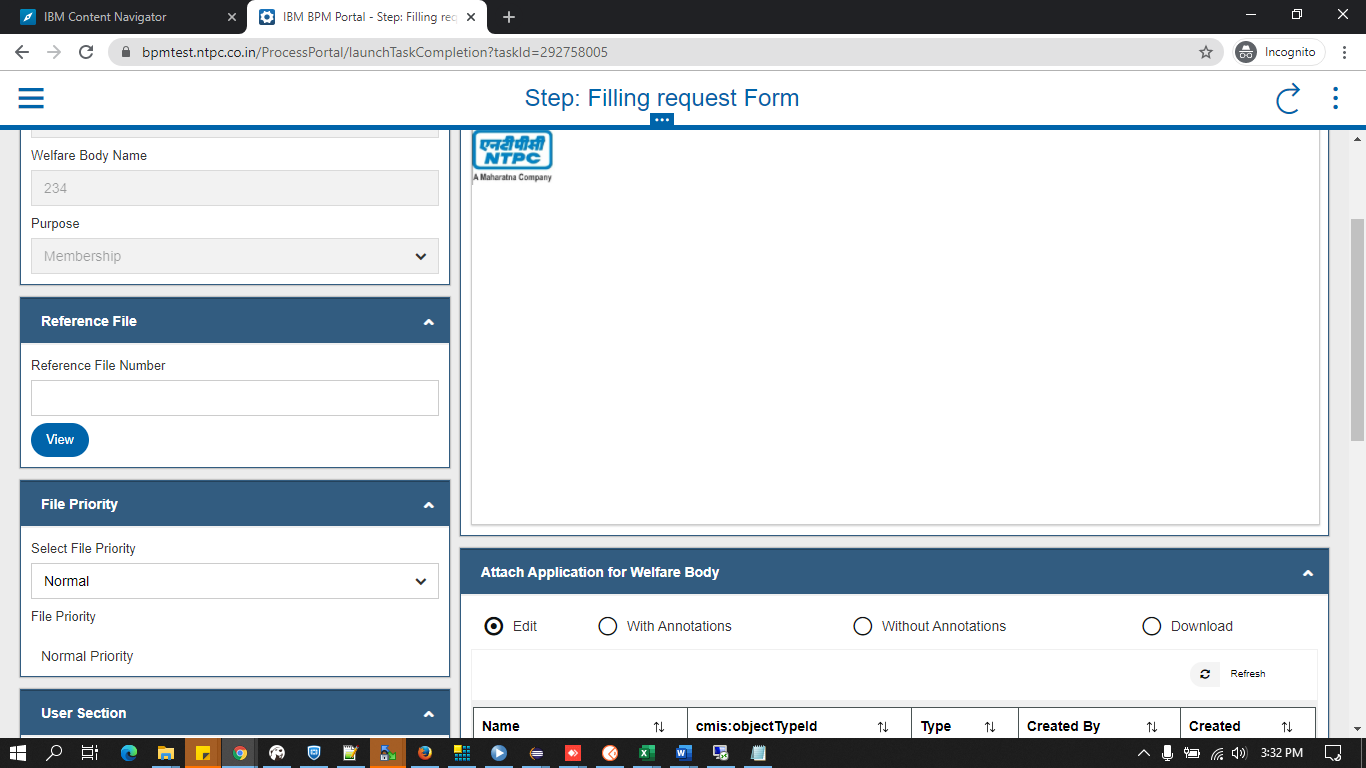 IBM Content Navigator
IBM BPM Portal - Step: Filling req
bpmtest.ntpc.co.in/ProcessPortal/launchTaskCompletion?taskId=292758005
Incognito
Step: Filling request Form
Welfare Body Name
234
Purpose
Membership
Reference File
Reference File Number
View
File Priority
Select File Priority
Normal
File Priority
Normal Priority
User Section
एनटीपीसी
NTPC
A Maharatna Company
Attach Application for Welfare Body
Edit With Annotations Without Annotations Download
Refresh
Name cmis:objectTypeId Type Created By Created
3:32 PM